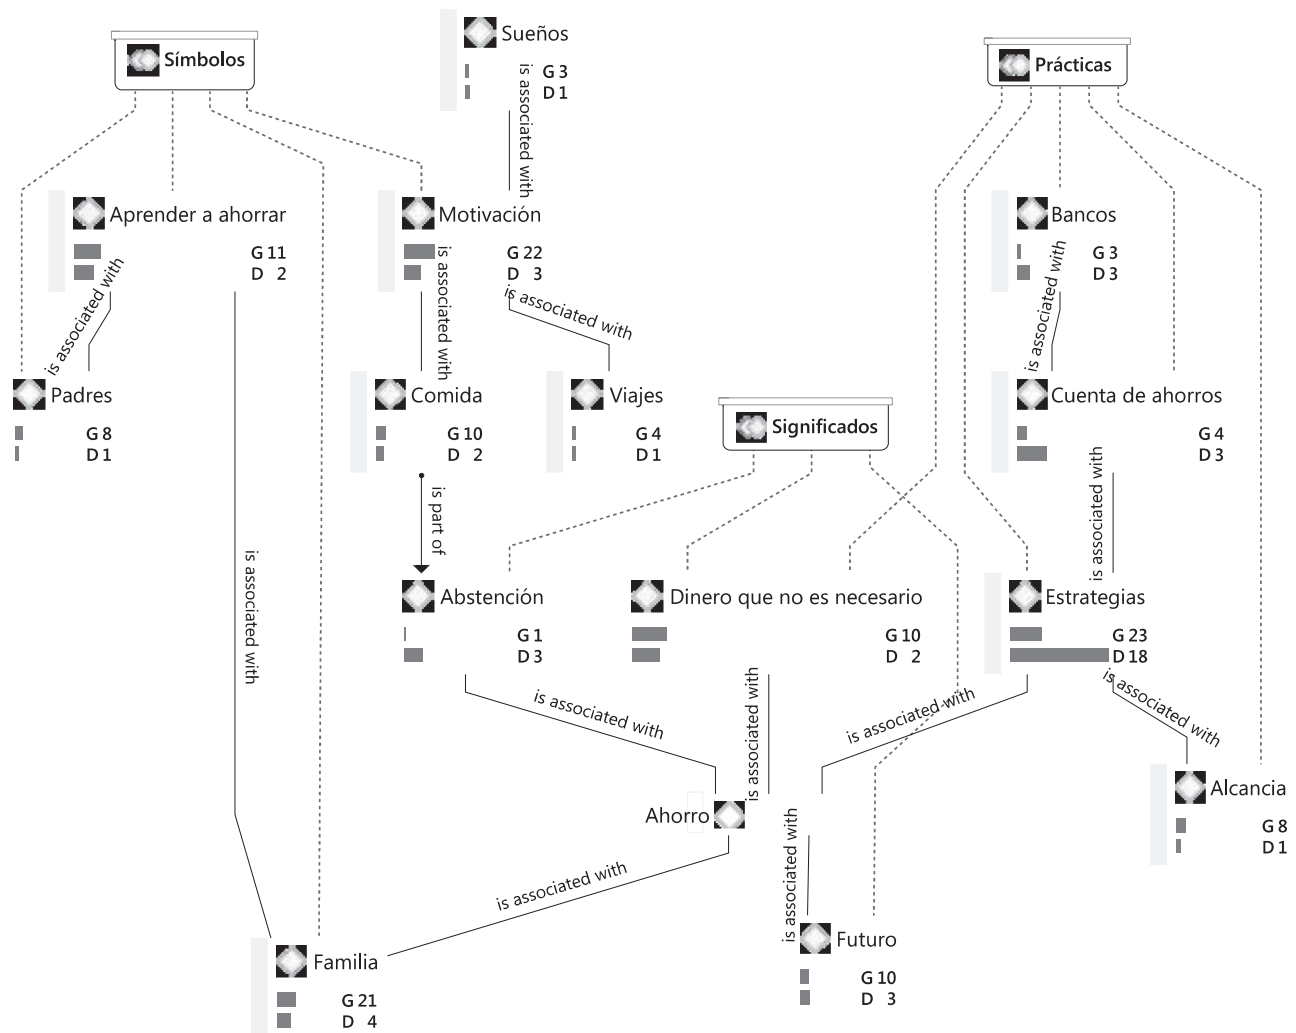 Sueños
G 3
D 1
is associated with
Símbolos
Prácticas
Aprender a ahorrar
G 11
D 2
is associated with
Motivación
G 22
D 3
is associated with
is associated with
Bancos
G 3
D 3
is associated with
Padres
G 8
D 1
Comida
G 10
D 2
is part of
Viajes
G 4
D 1
Significados
Cuenta de ahorros
G 4
D 3
is associated with
is associated with
Abstención
G 1
D 3
is associated with
Dinero que no es necesario
G 10
D 2
is associated with
Estrategias
G 23
D 18
is associated with
is associated with
Ahorro
is associated with
is associated with
Alcancia
G 8
D 1
Familia
G 21
D 4
Futuro
G 10
D 3